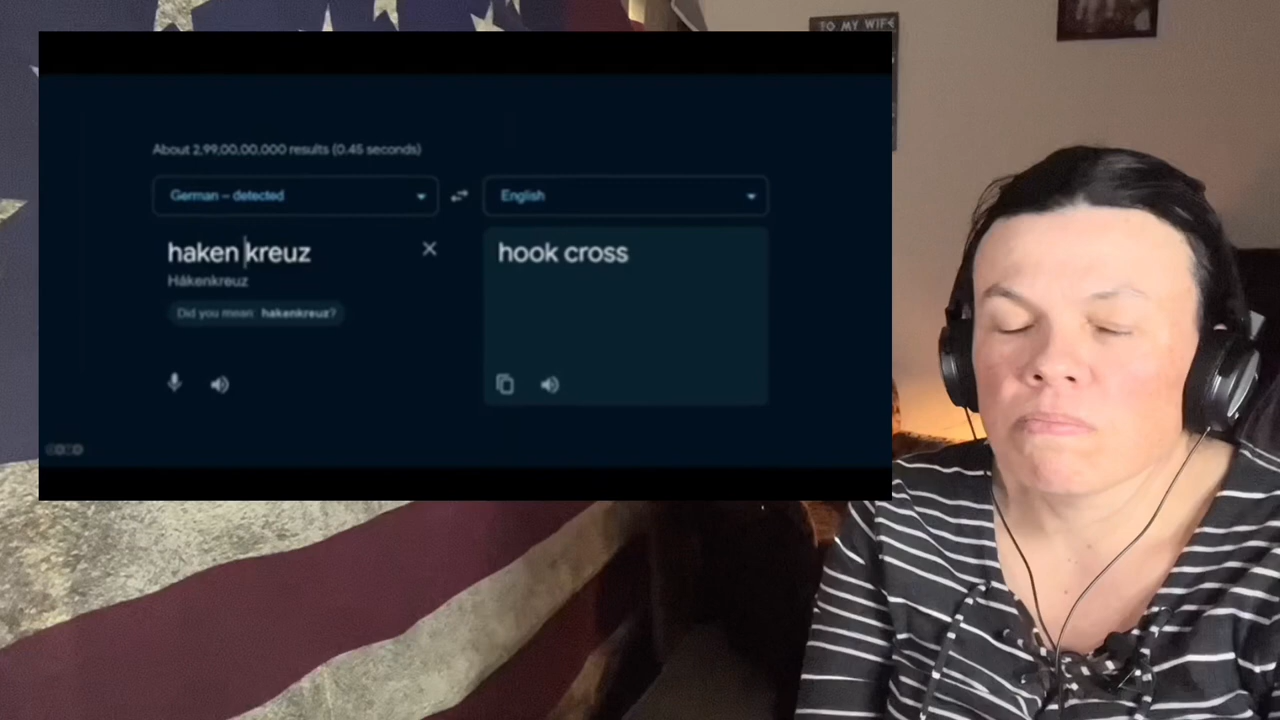 TO MY WIFE
About 2,99,00,00,000 results (0.45 seconds)
German – detected
English
haken kreuz
hook cross
Hākenkreuz
Did you mean: hakenkreuz?